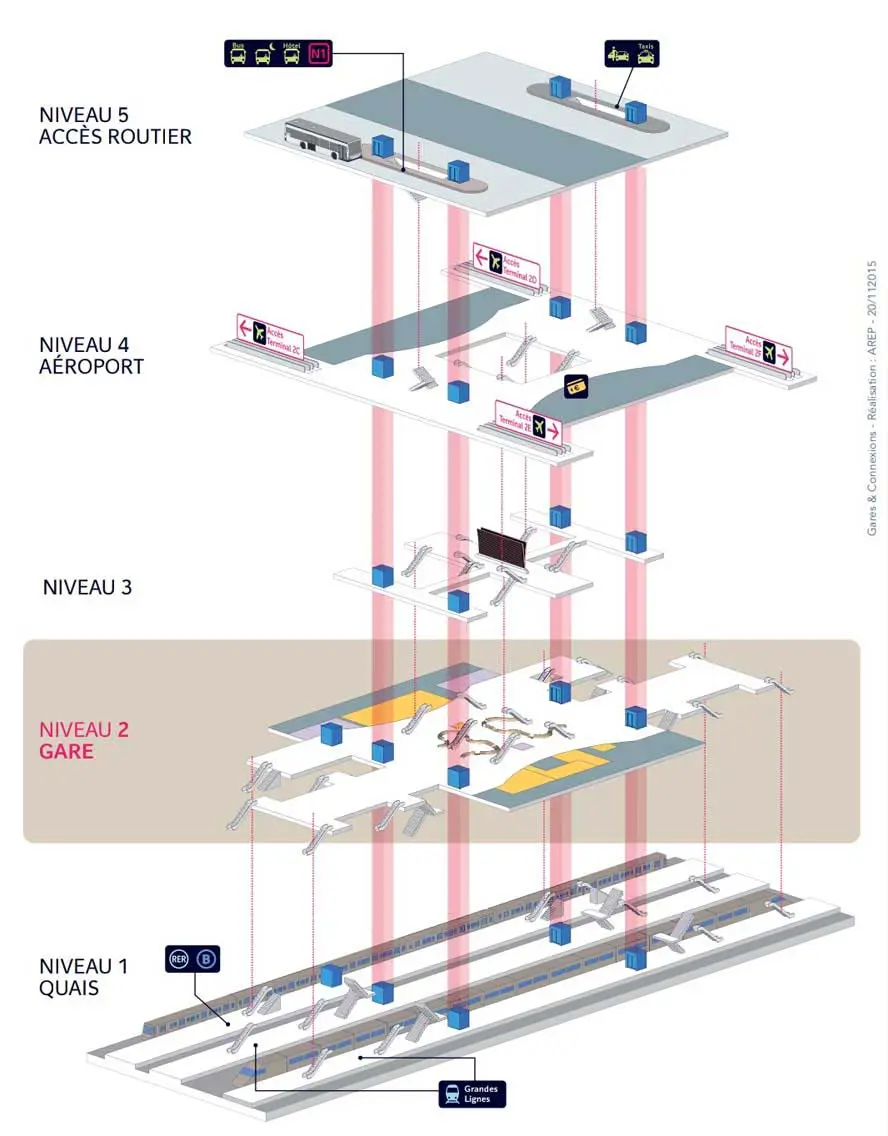 Bus
Hôtel
N1
Taxis
NIVEAU 5
ACCÈS ROUTIER
Accès
Terminal 2D
Accès
Terminal 2C
NIVEAU 4
AÉROPORT
Accès
Terminal 2F
€
Accès
Terminal 2E
NIVEAU 3
NIVEAU 2
GARE
NIVEAU 1
QUAIS
RER
B
Grandes
Lignes
Gares & Connexions - Réalisation : AREP - 20/112015